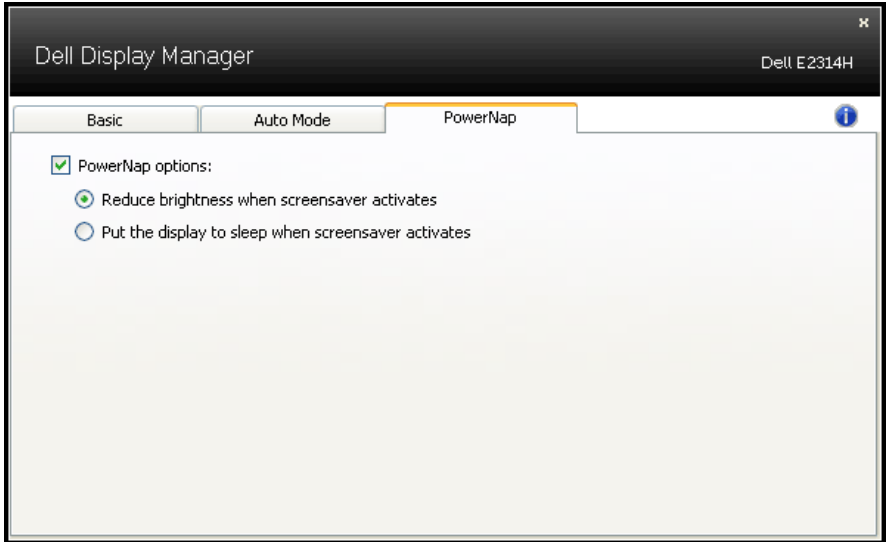 Dell Display Manager
Dell E2314H
Basic
Auto Mode
PowerNap
PowerNap options:
Reduce brightness when screensaver activates
Put the display to sleep when screensaver activates